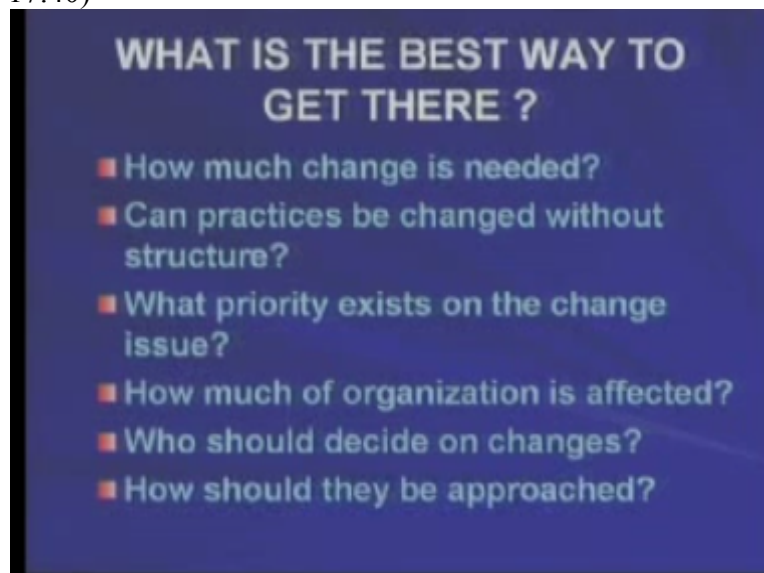 WHAT IS THE BEST WAY TO
GET THERE ?
How much change is needed?
Can practices be changed without
structure?
What priority exists on the change
issue?
How much of organization is affected?
Who should decide on changes?
How should they be approached?